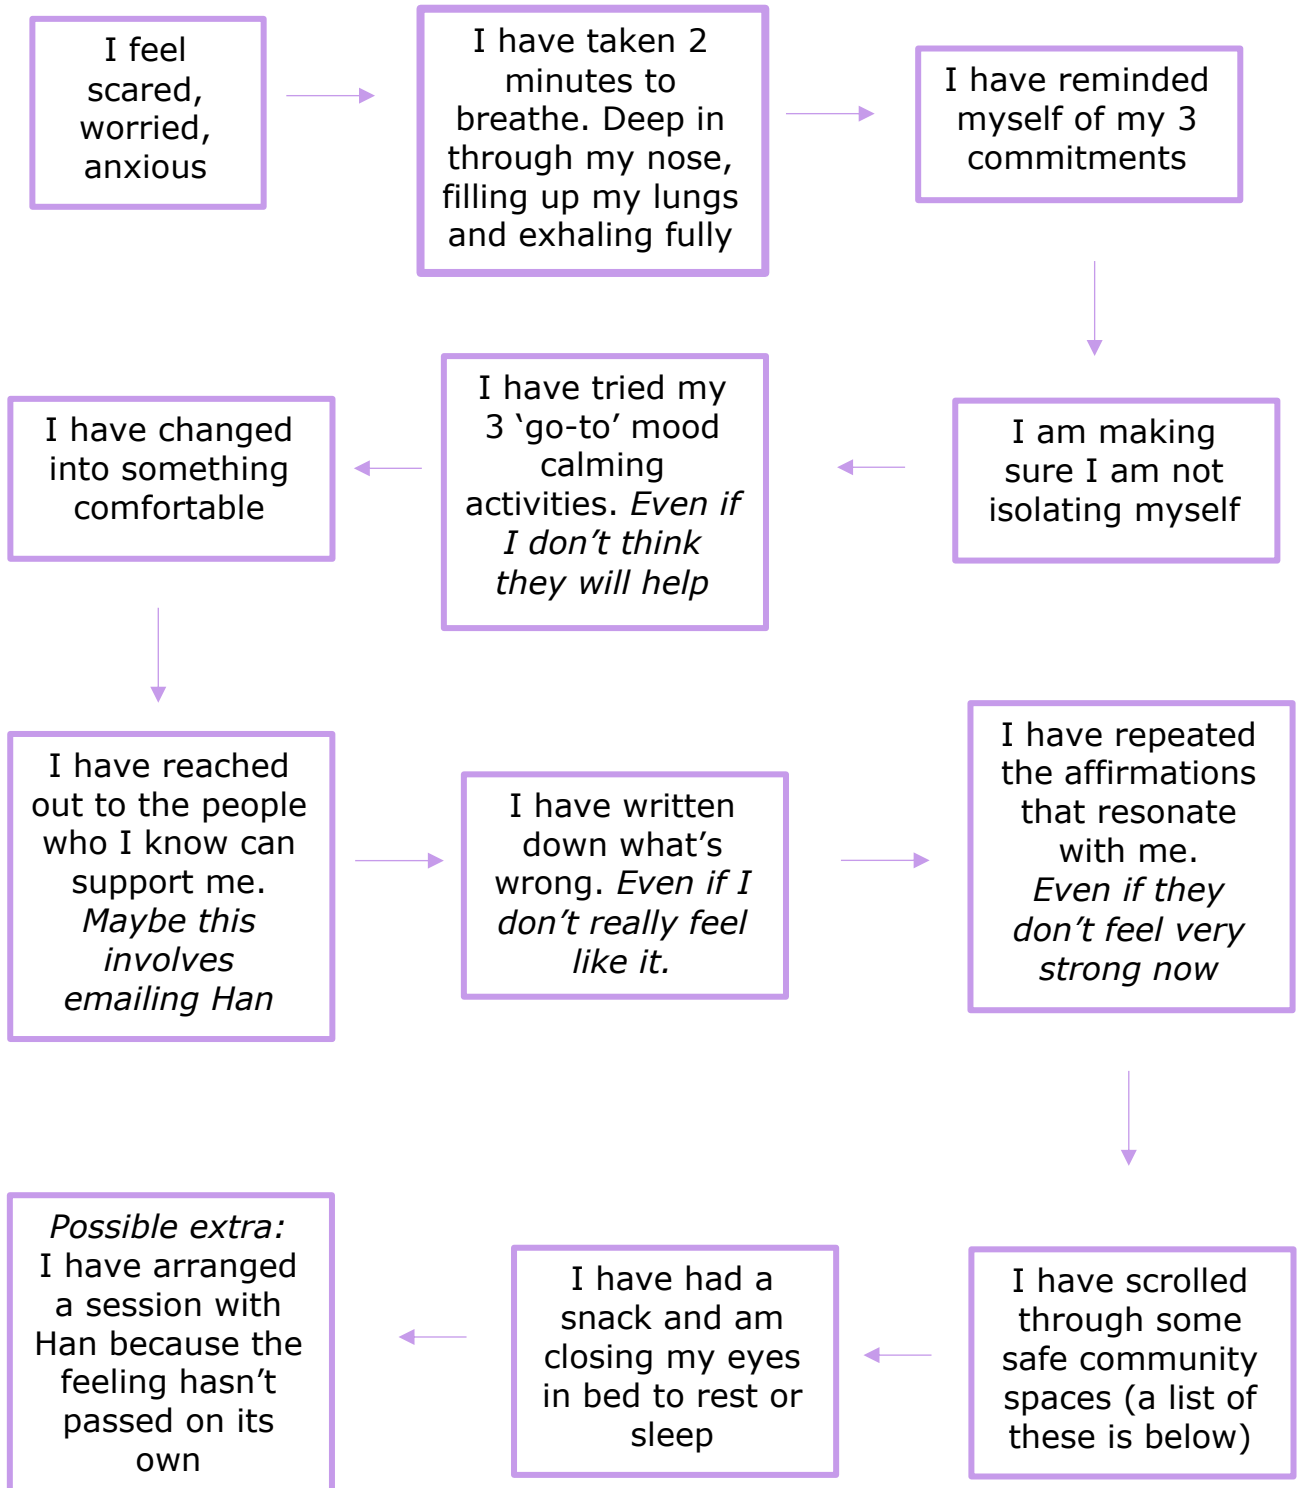 I feel
scared,
worried,
anxious
I have taken 2
minutes to
breathe. Deep in
through my nose,
filling up my lungs
and exhaling fully
I have reminded
myself of my 3
commitments
I am making
sure I am not
isolating myself
I have tried my
3 ‘go-to’ mood
calming
activities. Even if
I don’t think
they will help
I have changed
into something
comfortable
I have reached
out to the people
who I know can
support me.
Maybe this
involves
emailing Han
I have written
down what’s
wrong. Even if I
don’t really feel
like it.
I have repeated
the affirmations
that resonate
with me.
Even if they
don’t feel very
strong now
I have scrolled
through some
safe community
spaces (a list of
these is below)
I have had a
snack and am
closing my eyes
in bed to rest or
sleep
Possible extra:
I have arranged
a session with
Han because the
feeling hasn’t
passed on its
own